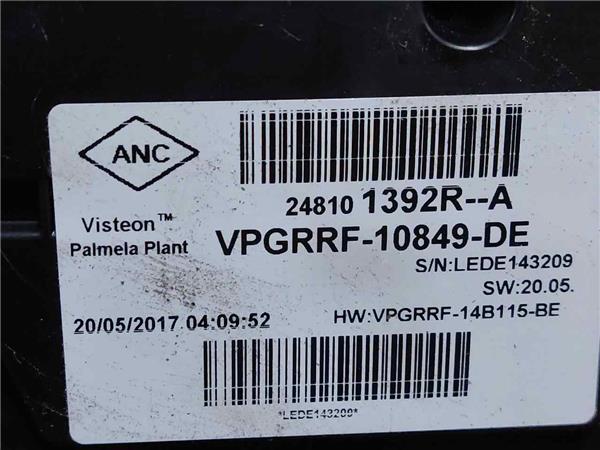 ANC
24810 1392R--A
Visteon™
Palmela Plant
VPGRRF-10849-DE
S/N:LEDE143209
SW:20.05.
20/05/2017 04:09:52
HW:VPGRRF-14B115-BE
*LEDE143209*